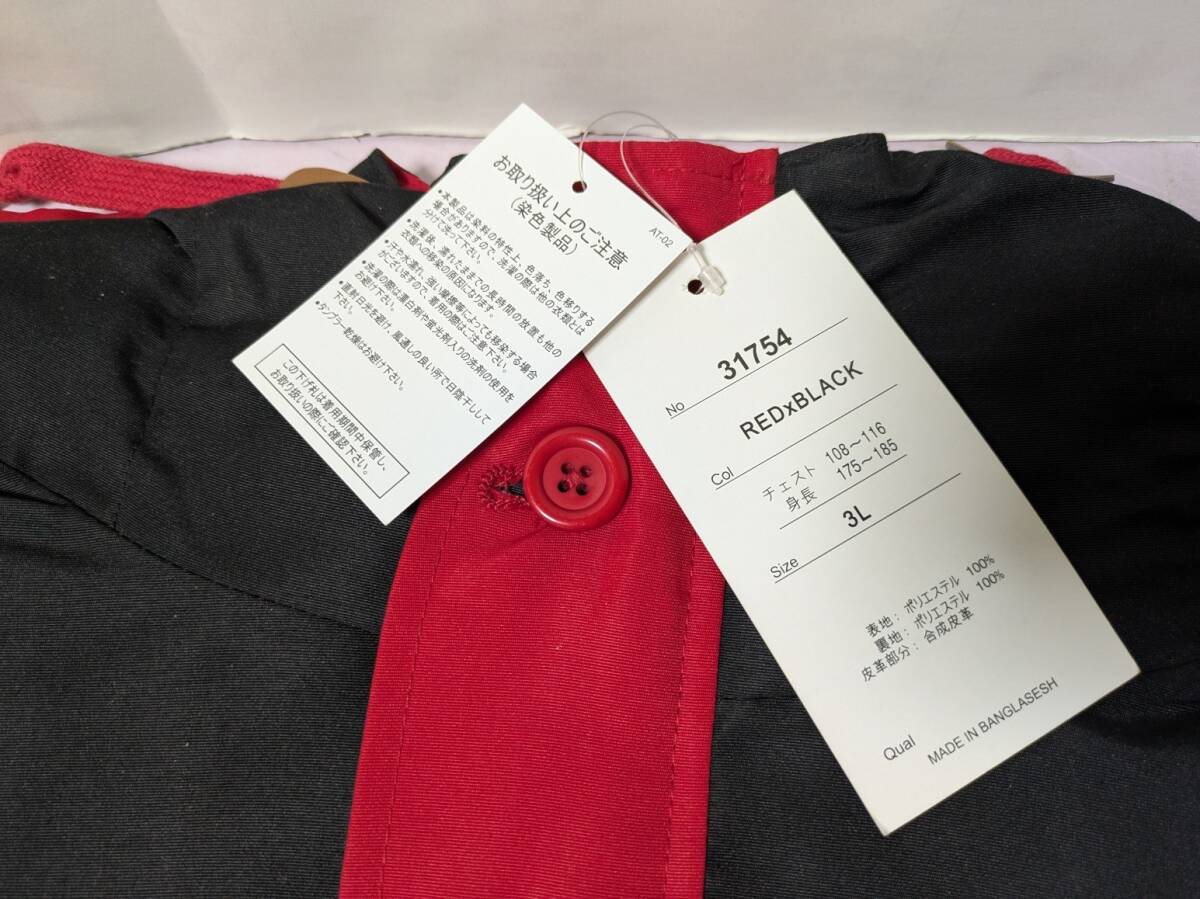 お取り扱い上のご注意
(染色製品)
AT-02
•本製品は染料の特性上、色落ち、色移りする
場合がありますので、洗濯の際は他の衣類とは
分けて洗って下さい。
•洗濯後、濡れたままでの長時間の放置も他の
衣類への移染の原因になります。
•汗や水濡れ、強い摩擦等によっても移染する場合
がございますので、着用の際はご注意下さい。
•洗濯の際は漂白剤や蛍光剤入りの洗剤の使用を
お避け下さい。
•直射日光を避け、風通しの良い所で日陰干しして
下さい。
•タンブラー乾燥はお避け下さい。
この下げ札は着用期間中保管し、
お取り扱いの際にご確認下さい。
No 31754
Col REDxBLACK
チェスト 108～116
身長 175～185
Size 3L
表地：ポリエステル 100%
裏地：ポリエステル 100%
皮革部分：合成皮革
Qual MADE IN BANGLASESH